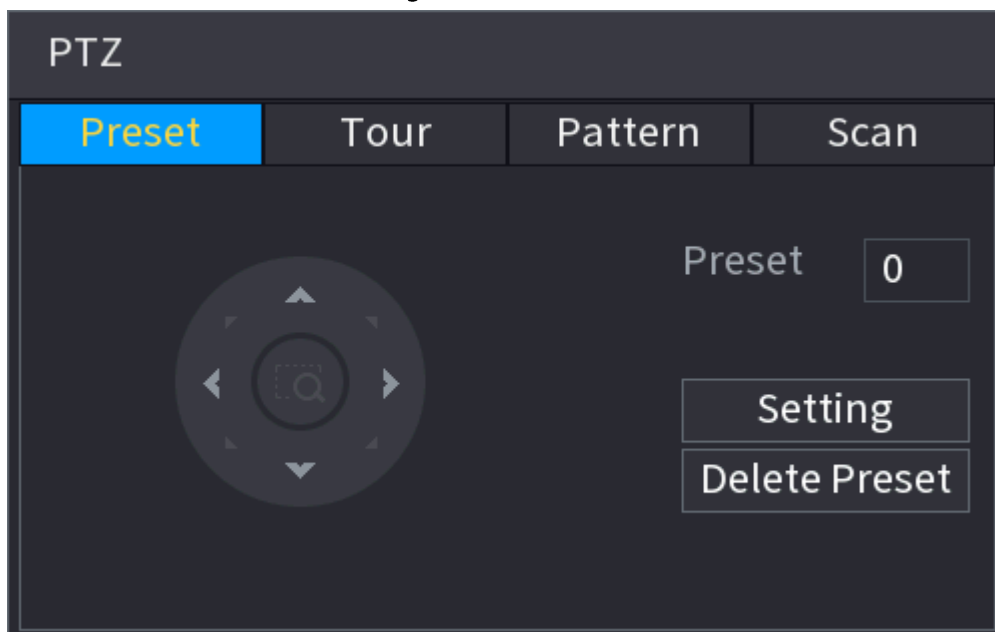 PTZ
Preset Tour Pattern Scan
Preset 0
Setting
Delete Preset